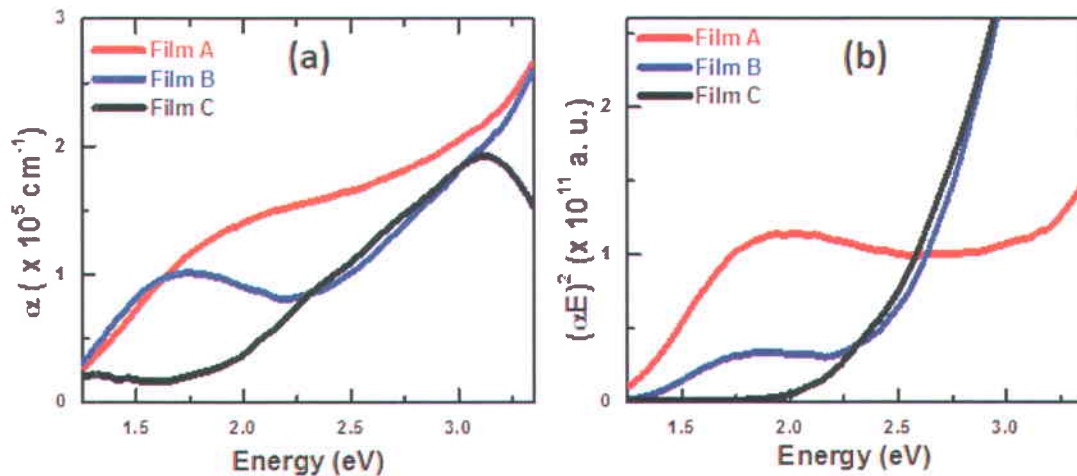 3
Film A
Film B
Film C
(a)
2
1
0
α ( x 10⁵ cm⁻¹)
1.5 2.0 2.5 3.0
Energy (eV)
Film A
Film B
Film C
(b)
2
1
0
(αE)² (x 10¹¹ a. u.)
1.5 2.0 2.5 3.0
Energy (eV)